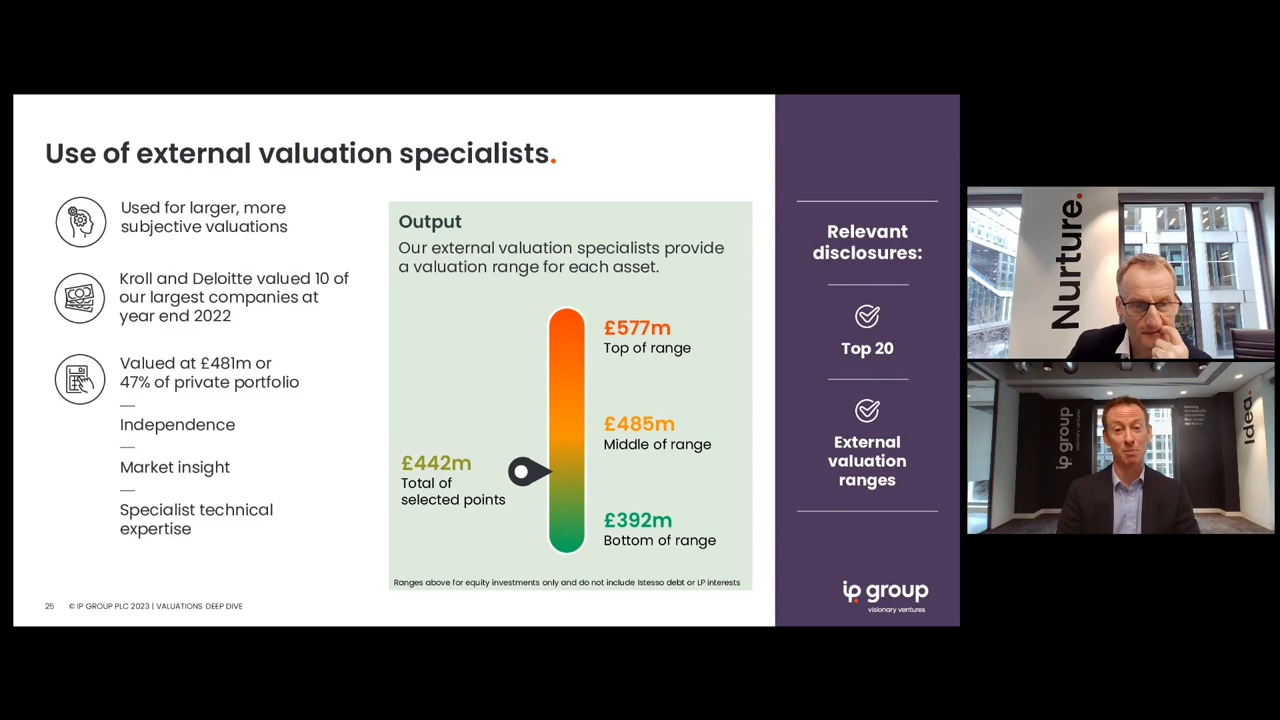 Use of external valuation specialists.
Used for larger, more
subjective valuations
Kroll and Deloitte valued 10 of
our largest companies at
year end 2022
Valued at £481m or
47% of private portfolio
Independence
Market insight
Specialist technical
expertise
Output
Our external valuation specialists provide
a valuation range for each asset.
£577m
Top of range
£485m
Middle of range
£442m
Total of
selected points
£392m
Bottom of range
Ranges above for equity investments only and do not include Istesso debt or LP interests
25 © IP GROUP PLC 2023 | VALUATIONS DEEP DIVE
Relevant
disclosures:
Top 20
External
valuation
ranges
ip group
visionary ventures
Nurture.
ip group
Idea.